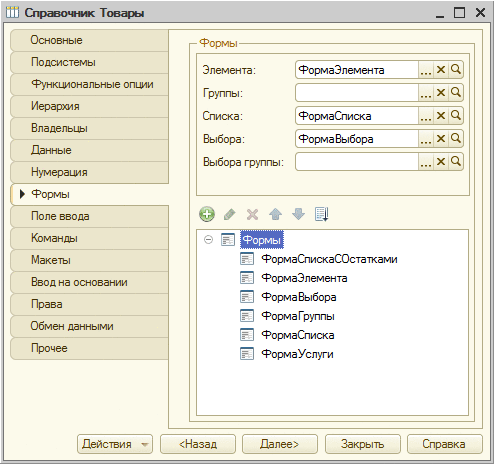 Справочник Товары
Основные
Подсистемы
Функциональные опции
Иерархия
Владельцы
Данные
Нумерация
Формы
Поле ввода
Команды
Макеты
Ввод на основании
Права
Обмен данными
Прочее
Формы
Элемента: ФормаЭлемента
Группы:
Списка: ФормаСписка
Выбора: ФормаВыбора
Выбора группы:
Формы
ФормаСпискаСОстатками
ФормаЭлемента
ФормаВыбора
ФормаГруппы
ФормаСписка
ФормаУслуги
Действия <Назад Далее> Закрыть Справка